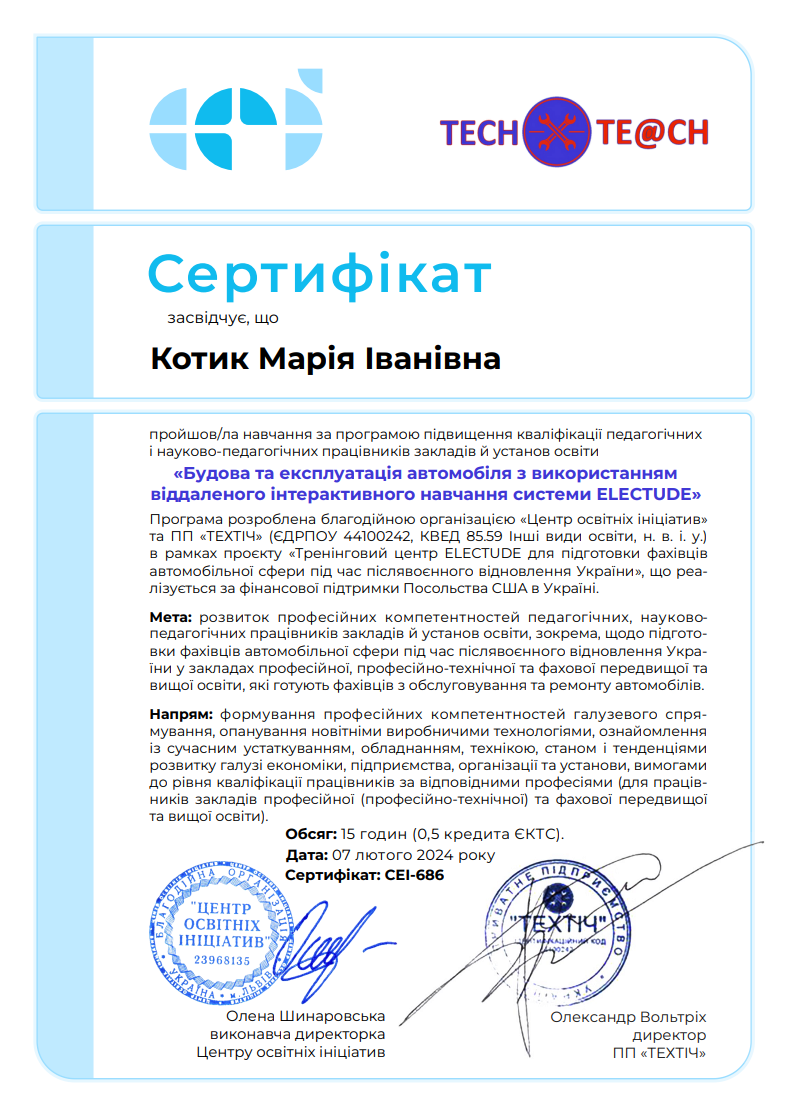 TECH TE@CH
Сертифікат
засвідчує, що
Котик Марія Іванівна
пройшов/ла навчання за програмою підвищення кваліфікації педагогічних
і науково-педагогічних працівників закладів й установ освіти
«Будова та експлуатація автомобіля з використанням
віддаленого інтерактивного навчання системи ELECTUDE»
Програма розроблена благодійною організацією «Центр освітніх ініціатив»
та ПП «ТЕХТІЧ» (ЄДРПОУ 44100242, КВЕД 85.59 Інші види освіти, н. в. і. у.)
в рамках проєкту «Тренінговий центр ELECTUDE для підготовки фахівців
автомобільної сфери під час післявоєнного відновлення України», що реа-
лізується за фінансової підтримки Посольства США в Україні.
Мета: розвиток професійних компетентностей педагогічних, науково-
педагогічних працівників закладів й установ освіти, зокрема, щодо підгото-
вки фахівців автомобільної сфери під час післявоєнного відновлення Укра-
їни у закладах професійної, професійно-технічної та фахової передвищої та
вищої освіти, які готують фахівців з обслуговування та ремонту автомобілів.
Напрям: формування професійних компетентностей галузевого спря-
мування, опанування новітніми виробничими технологіями, ознайомлення
із сучасним устаткуванням, обладнанням, технікою, станом і тенденціями
розвитку галузі економіки, підприємства, організації та установи, вимогами
до рівня кваліфікації працівників за відповідними професіями (для праців-
ників закладів професійної (професійно-технічної) та фахової передвищої
та вищої освіти).
Обсяг: 15 годин (0,5 кредита ЄКТС).
Дата: 07 лютого 2024 року
Сертифікат: CEI-686
БЛАГОДІЙНА ОРГАНІЗАЦІЯ
"ЦЕНТР
ОСВІТНІХ
ІНІЦІАТИВ"
23968135
УКРАЇНА • м. ЛЬВІВ
ПРИВАТНЕ ПІДПРИЄМСТВО
"ТЕХТІЧ"
Олена Шинаровська
виконавча директорка
Центру освітніх ініціатив
Олександр Вольтріх
директор
ПП «ТЕХТІЧ»